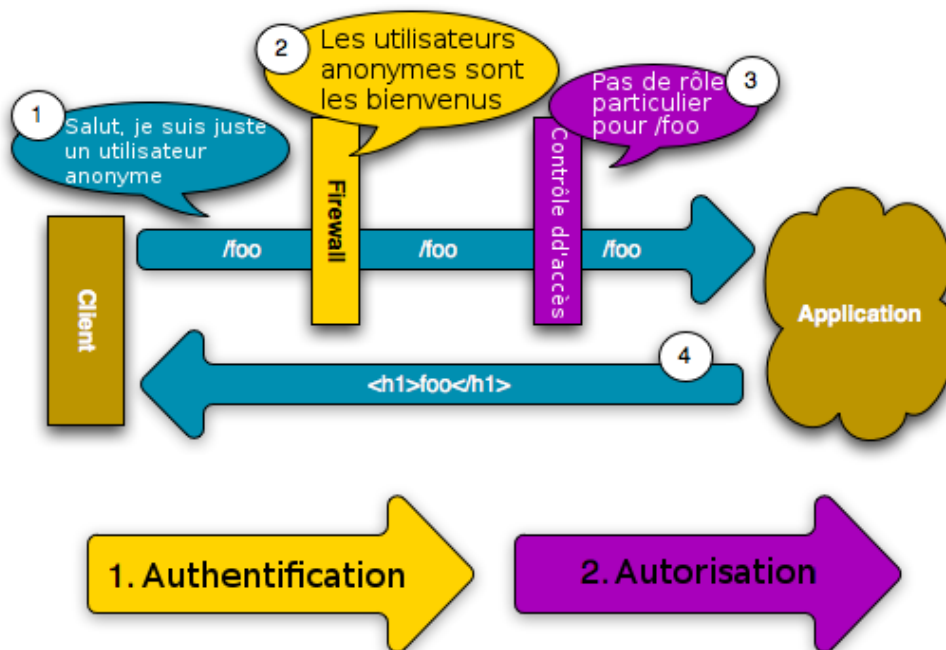 1
Salut, je suis juste
un utilisateur
anonyme
2
Les utilisateurs
anonymes sont
les bienvenus
3
Pas de rôle
particulier
pour /foo
Client
/foo
Firewall
/foo
Contrôle dd'accès
/foo
Application
4
<h1>foo</h1>
1. Authentification
2. Autorisation